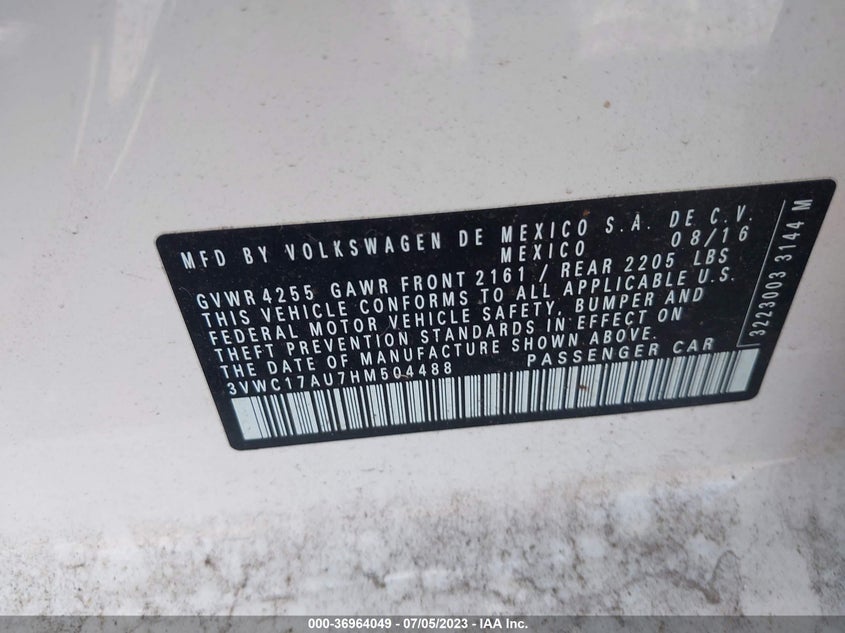 MFD BY VOLKSWAGEN DE MEXICO S.A. DE C.V.
MEXICO 08/16
GVWR 4255 GAWR FRONT 2161 / REAR 2205 LBS
THIS VEHICLE CONFORMS TO ALL APPLICABLE U.S.
FEDERAL MOTOR VEHICLE SAFETY, BUMPER AND
THEFT PREVENTION STANDARDS IN EFFECT ON
THE DATE OF MANUFACTURE SHOWN ABOVE.
3VWC17AU7HM504488 PASSENGER CAR
3223003 3144 M
000-36964049 - 07/05/2023 - IAA Inc.